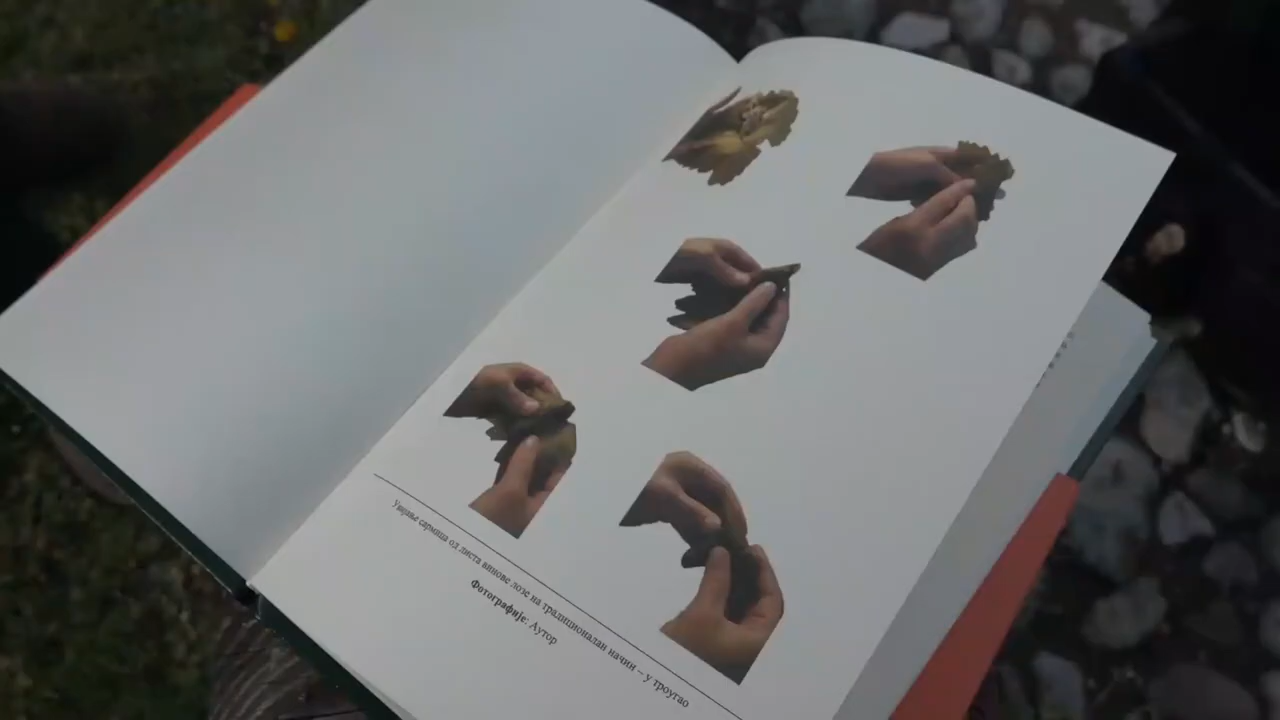 Увијање сармица од листа винове лозе на традиционалан начин – у троугао
Фотографије: Аутор